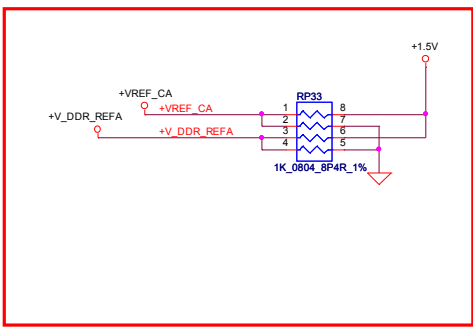 +1.5V
+VREF_CA
RP33
+VREF_CA
1
8
+V_DDR_REFA
2
7
+V_DDR_REFA
3
6
4
5
1K_0804_8P4R_1%